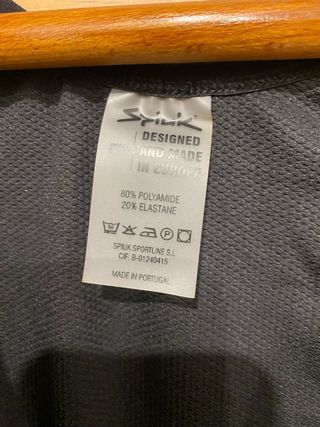 Spiuk
DESIGNED
AND MADE
IN EUROPE
80% POLYAMIDE
20% ELASTANE
SPIUK SPORTLINE S.L
CIF: B-01240415
MADE IN PORTUGAL